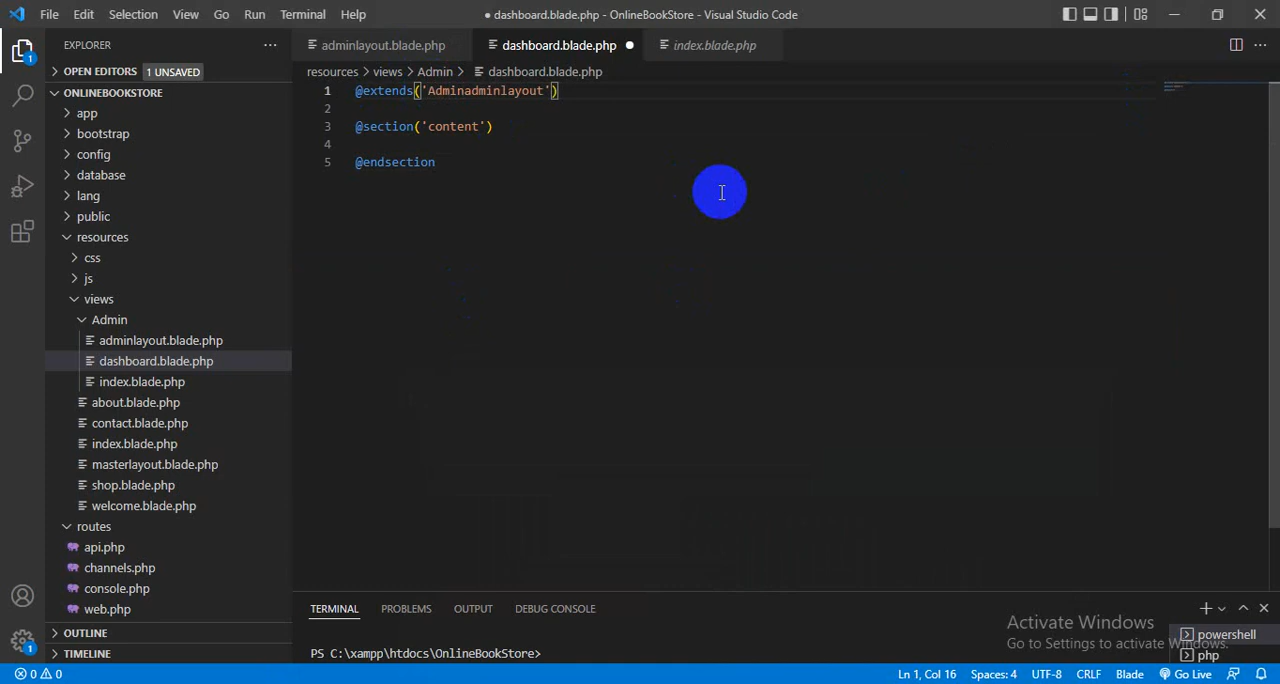 File Edit Selection View Go Run Terminal Help
● dashboard.blade.php - OnlineBookStore - Visual Studio Code
EXPLORER
adminlayout.blade.php dashboard.blade.php index.blade.php
OPEN EDITORS 1 UNSAVED
resources > views > Admin > dashboard.blade.php
ONLINEBOOKSTORE
app
bootstrap
config
database
lang
public
resources
css
js
views
Admin
adminlayout.blade.php
dashboard.blade.php
index.blade.php
about.blade.php
contact.blade.php
index.blade.php
masterlayout.blade.php
shop.blade.php
welcome.blade.php
routes
api.php
channels.php
console.php
web.php
OUTLINE
TIMELINE
1 @extends('Adminadminlayout')
2
3 @section('content')
4
5 @endsection
TERMINAL PROBLEMS OUTPUT DEBUG CONSOLE
PS C:\xampp\htdocs\OnlineBookStore>
powershell
php
Activate Windows
Go to Settings to activate Windows.
1
1
0 0
Ln 1, Col 16 Spaces: 4 UTF-8 CRLF Blade Go Live